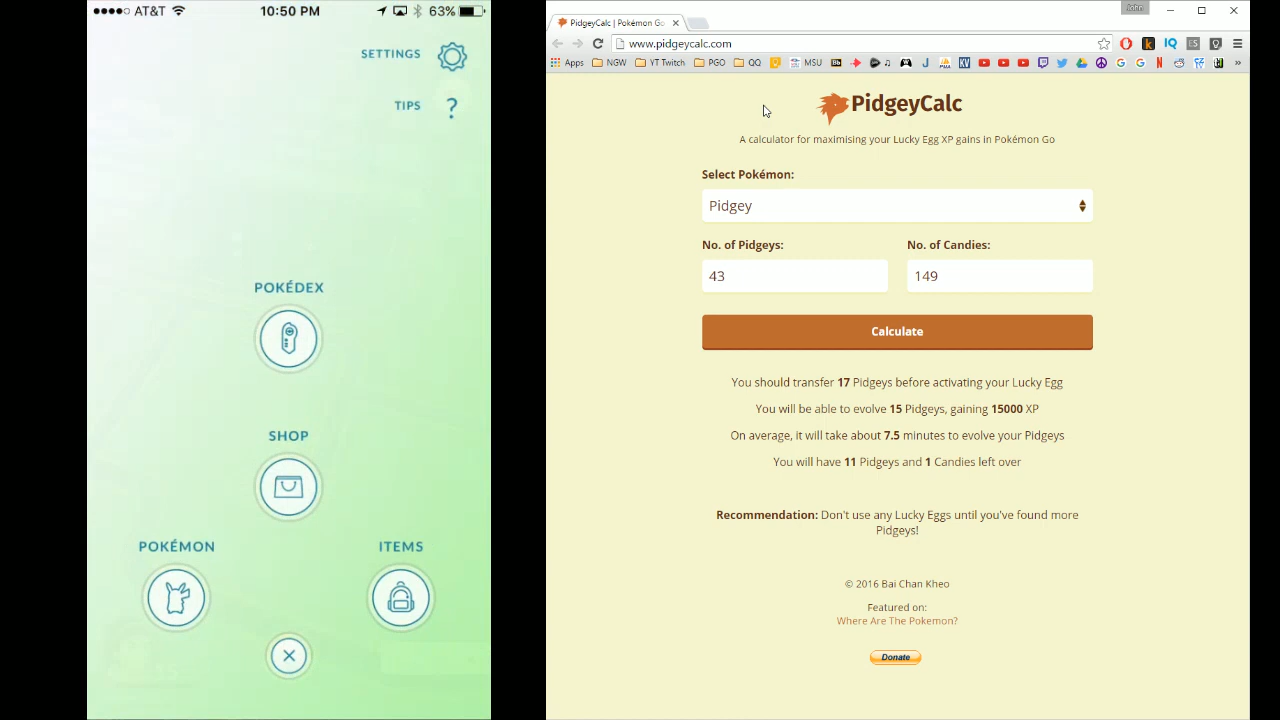 AT&T
10:50 PM
63%
SETTINGS
TIPS
?
POKÉDEX
SHOP
POKÉMON
ITEMS
John
PidgeyCalc | Pokémon Go
www.pidgeycalc.com
Apps NGW YT Twitch PGO QQ MSU
PidgeyCalc
A calculator for maximising your Lucky Egg XP gains in Pokémon Go
Select Pokémon:
Pidgey
No. of Pidgeys: No. of Candies:
43 149
Calculate
You should transfer 17 Pidgeys before activating your Lucky Egg
You will be able to evolve 15 Pidgeys, gaining 15000 XP
On average, it will take about 7.5 minutes to evolve your Pidgeys
You will have 11 Pidgeys and 1 Candies left over
Recommendation: Don't use any Lucky Eggs until you've found more
Pidgeys!
© 2016 Bai Chan Kheo
Featured on:
Where Are The Pokemon?
Donate